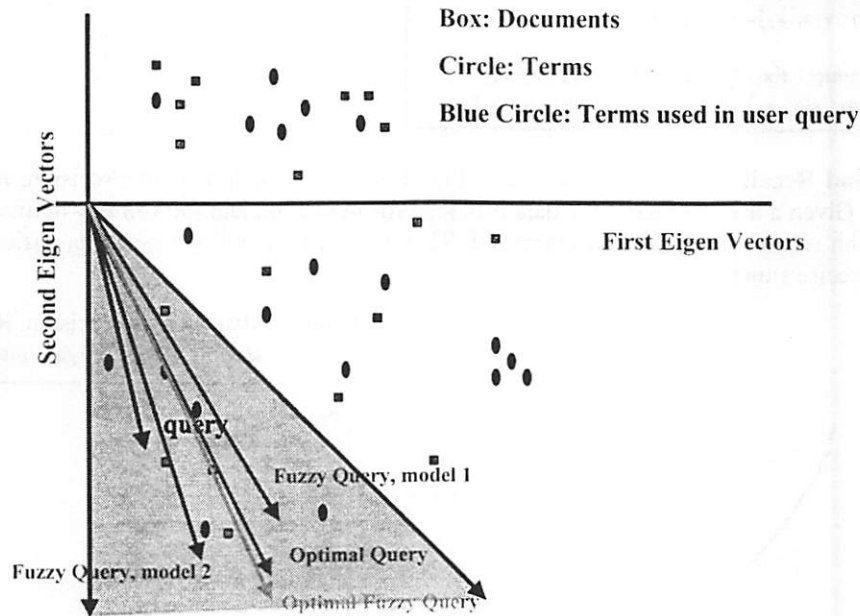 Box: Documents
Circle: Terms
Blue Circle: Terms used in user query
First Eigen Vectors
Second Eigen Vectors
query
Fuzzy Query, model 1
Optimal Query
Fuzzy Query, model 2
Optimal Fuzzy Query